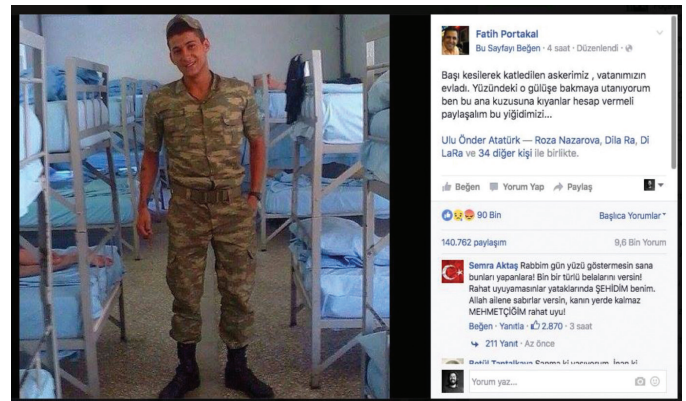 Fatih Portakal
Bu Sayfayı Beğen · 4 saat · Düzenlendi ·
Başı kesilerek katledilen askerimiz , vatanımızın
evladı. Yüzündeki o gülüşe bakmaya utanıyorum
ben bu ana kuzusuna kıyanlar hesap vermeli
paylaşalım bu yiğidimizi...
Ulu Önder Atatürk — Roza Nazarova, Dila Ra, Di
LaRa ve 34 diğer kişi ile birlikte.
Beğen Yorum Yap Paylaş
90 Bin Başlıca Yorumlar
140.762 paylaşım 9,6 Bin Yorum
Semra Aktaş Rabbim gün yüzü göstermesin sana
bunları yapanlara! Bin bir türlü belalarını versin!
Rahat uyuyamasınlar yataklarında ŞEHİDİM benim.
Allah ailene sabırlar versin, kanın yerde kalmaz
MEHMETÇİĞİM rahat uyu!
Beğen · Yanıtla · 2.870 · 3 saat
211 Yanıt · Az önce
Yorum yaz...